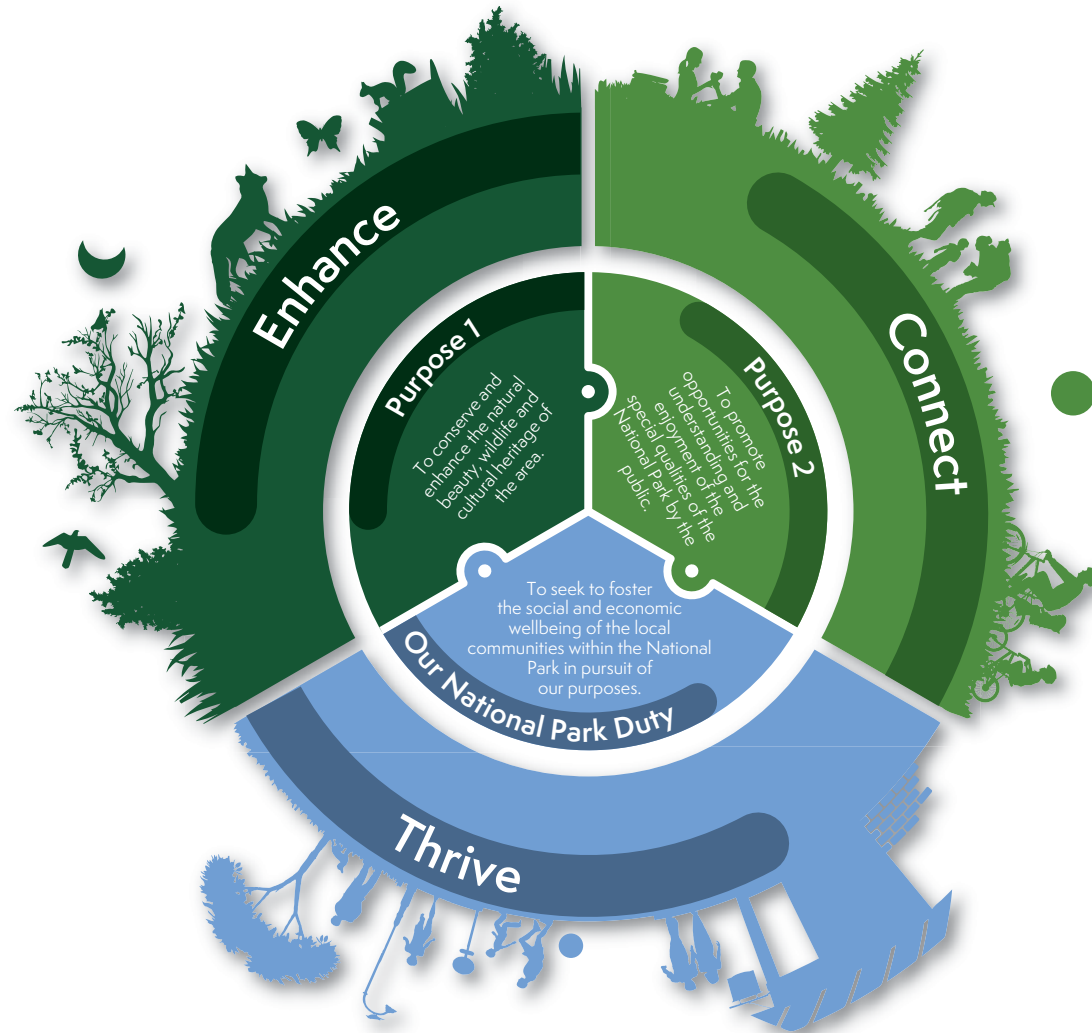 Enhance
Purpose 1
To conserve and
enhance the natural
beauty, wildlife and
cultural heritage of
the area.
Connect
Purpose 2
To promote
opportunities for the
understanding and
enjoyment of the
special qualities of the
National Park by the
public.
To seek to foster
the social and economic
wellbeing of the local
communities within the National
Park in pursuit of
our purposes.
Our National Park Duty
Thrive